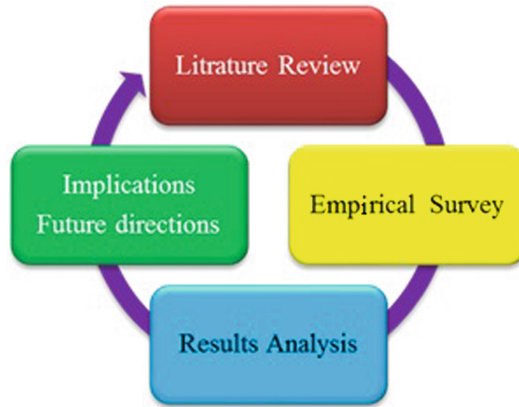 Litrature Review
Empirical Survey
Results Analysis
Implications
Future directions